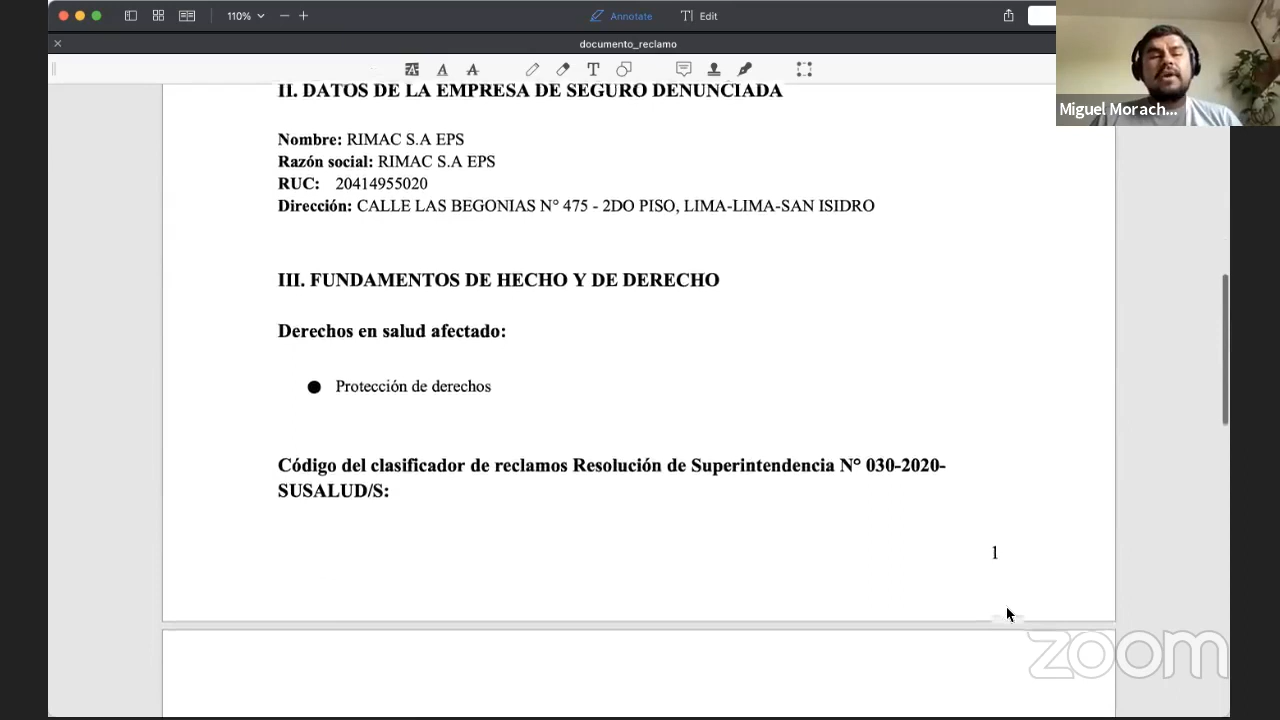 110%
Annotate
Edit
documento_reclamo
Miguel Morach...
II. DATOS DE LA EMPRESA DE SEGURO DENUNCIADA
Nombre: RIMAC S.A EPS
Razón social: RIMAC S.A EPS
RUC: 20414955020
Dirección: CALLE LAS BEGONIAS N° 475 - 2DO PISO, LIMA-LIMA-SAN ISIDRO
III. FUNDAMENTOS DE HECHO Y DE DERECHO
Derechos en salud afectado:
● Protección de derechos
Código del clasificador de reclamos Resolución de Superintendencia N° 030-2020-
SUSALUD/S:
1
zoom